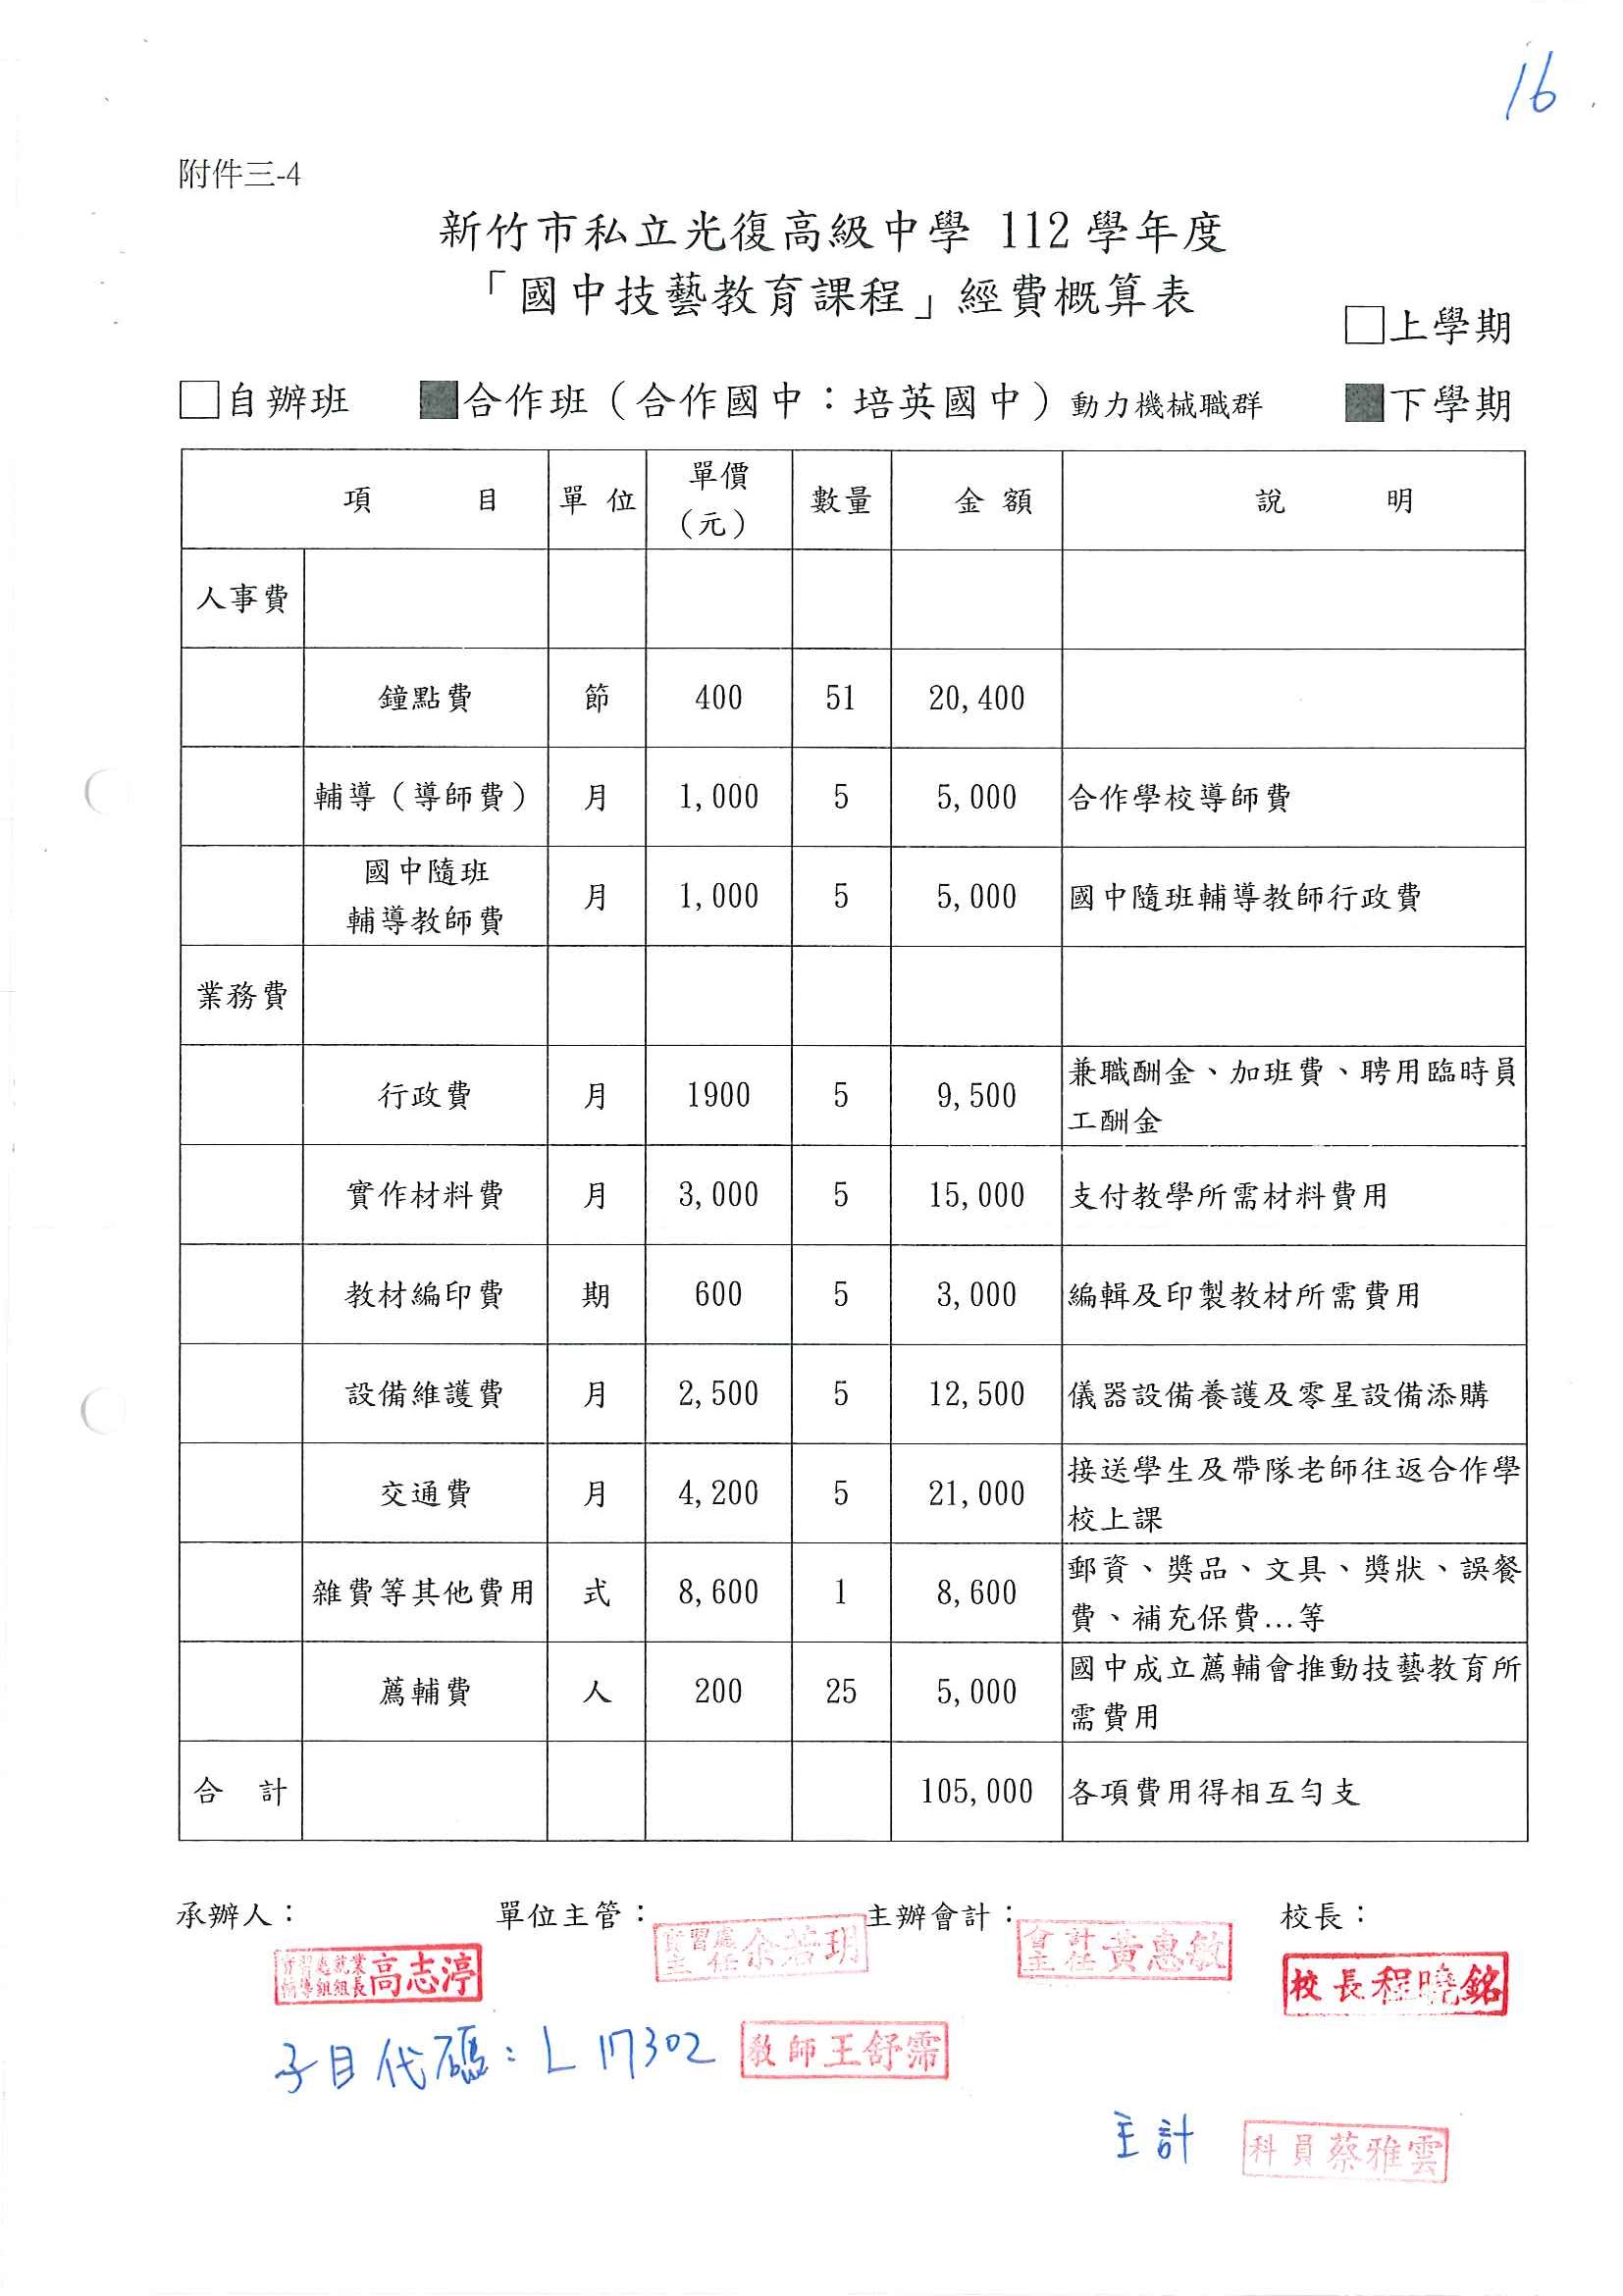 16
附件三-4
新竹市私立光復高級中學 112 學年度
「國中技藝教育課程」經費概算表
□上學期
□自辦班 ■合作班（合作國中：培英國中）動力機械職群 ■下學期
項 目 單 位 單價（元） 數量 金 額 說 明
人事費
鐘點費 節 400 51 20,400
輔導（導師費） 月 1,000 5 5,000 合作學校導師費
國中隨班
輔導教師費 月 1,000 5 5,000 國中隨班輔導教師行政費
業務費
行政費 月 1900 5 9,500 兼職酬金、加班費、聘用臨時員
工酬金
實作材料費 月 3,000 5 15,000 支付教學所需材料費用
教材編印費 期 600 5 3,000 編輯及印製教材所需費用
設備維護費 月 2,500 5 12,500 儀器設備養護及零星設備添購
交通費 月 4,200 5 21,000 接送學生及帶隊老師往返合作學
校上課
雜費等其他費用 式 8,600 1 8,600 郵資、獎品、文具、獎狀、誤餐
費、補充保費…等
薦輔費 人 200 25 5,000 國中成立薦輔會推動技藝教育所
需費用
合 計 105,000 各項費用得相互勻支
承辦人： 單位主管： 主辦會計： 校長：
實習處就業
輔導組組長 高志渟
實習處
主 任 余若玥
會 計
主 任 黃惠敏
校長程曉銘
子目代碼：L17302
教師王舒霈
主計
科員蔡雅雲